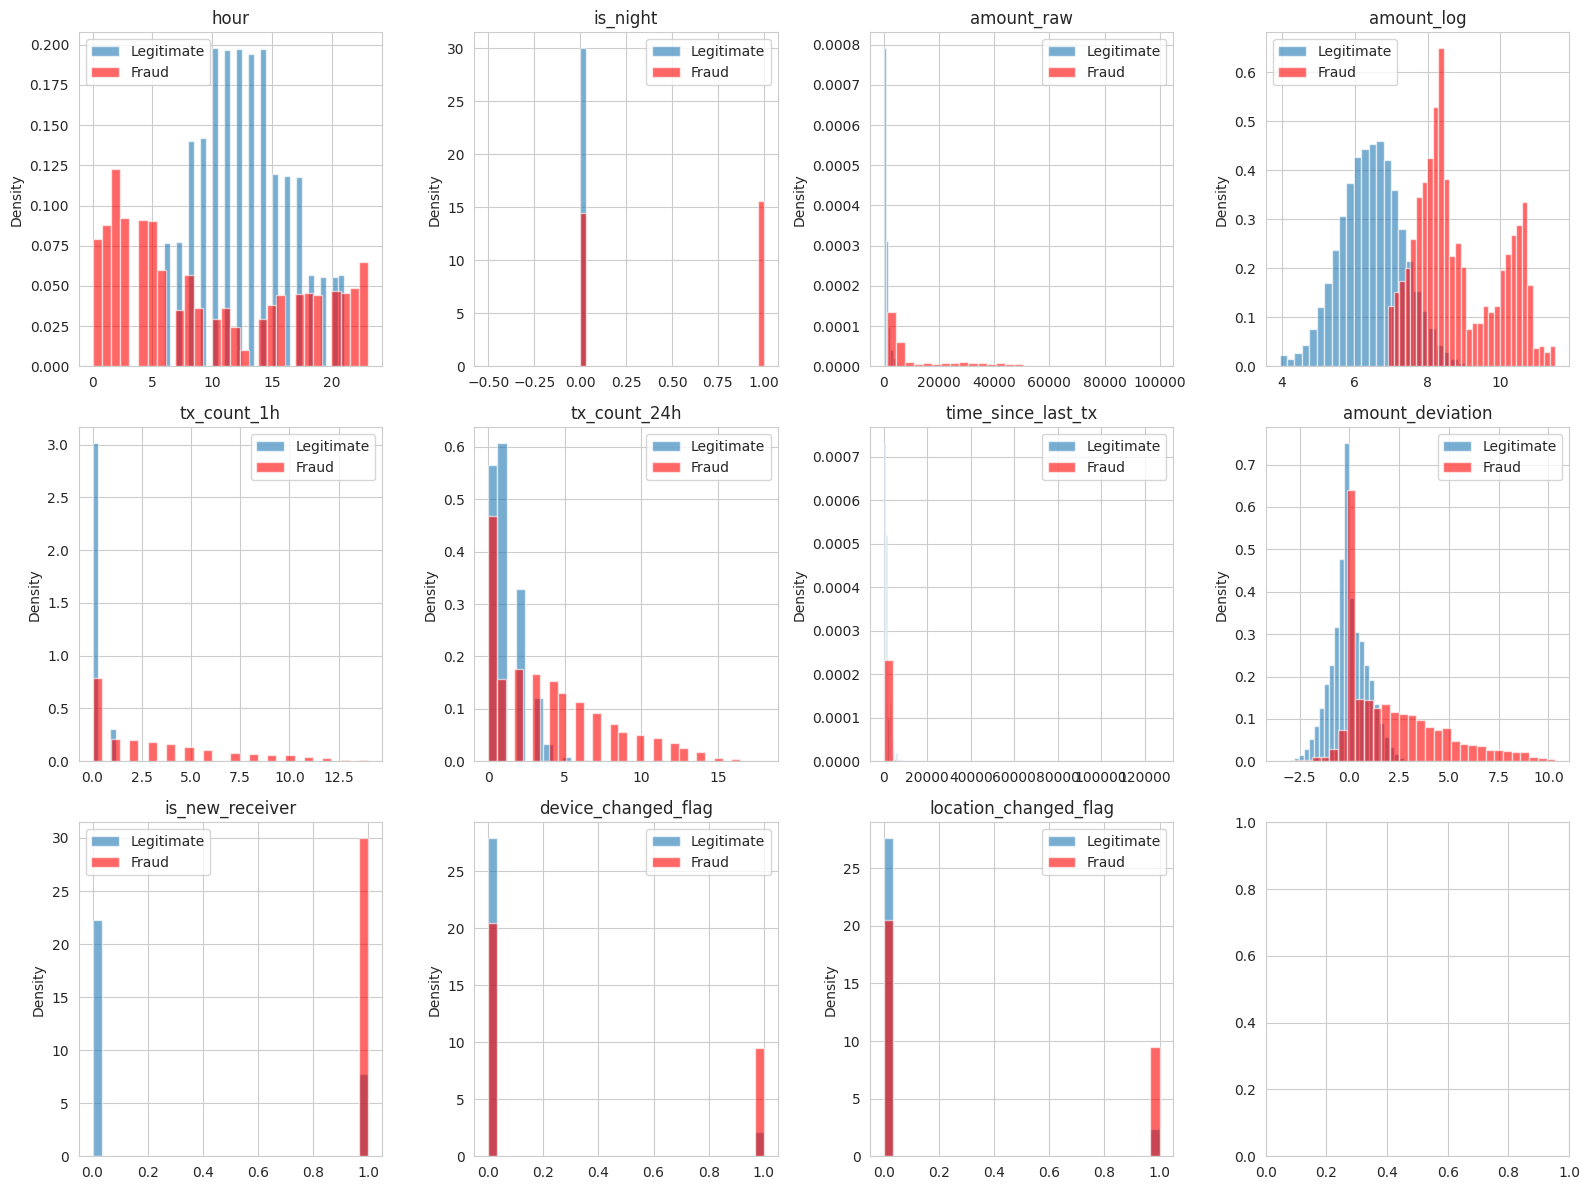 hour
Legitimate
Fraud
Density
0.200
0.175
0.150
0.125
0.100
0.075
0.050
0.025
0.000
0 5 10 15 20
is_night
Legitimate
Fraud
Density
30
25
20
15
10
5
0
−0.50 −0.25 0.00 0.25 0.50 0.75 1.00
amount_raw
Legitimate
Fraud
Density
0.0008
0.0007
0.0006
0.0005
0.0004
0.0003
0.0002
0.0001
0.0000
0 20000 40000 60000 80000 100000
amount_log
Legitimate
Fraud
Density
0.6
0.5
0.4
0.3
0.2
0.1
0.0
4 6 8 10
tx_count_1h
Legitimate
Fraud
Density
3.0
2.5
2.0
1.5
1.0
0.5
0.0
0.0 2.5 5.0 7.5 10.0 12.5
tx_count_24h
Legitimate
Fraud
Density
0.6
0.5
0.4
0.3
0.2
0.1
0.0
0 5 10 15
time_since_last_tx
Legitimate
Fraud
Density
0.0007
0.0006
0.0005
0.0004
0.0003
0.0002
0.0001
0.0000
0 20000 40000 60000 80000 100000 120000
amount_deviation
Legitimate
Fraud
Density
0.7
0.6
0.5
0.4
0.3
0.2
0.1
0.0
−2.5 0.0 2.5 5.0 7.5 10.0
is_new_receiver
Legitimate
Fraud
Density
30
25
20
15
10
5
0
0.0 0.2 0.4 0.6 0.8 1.0
device_changed_flag
Legitimate
Fraud
Density
25
20
15
10
5
0
0.0 0.2 0.4 0.6 0.8 1.0
location_changed_flag
Legitimate
Fraud
Density
25
20
15
10
5
0
0.0 0.2 0.4 0.6 0.8 1.0
1.0
0.8
0.6
0.4
0.2
0.0
0.0 0.2 0.4 0.6 0.8 1.0